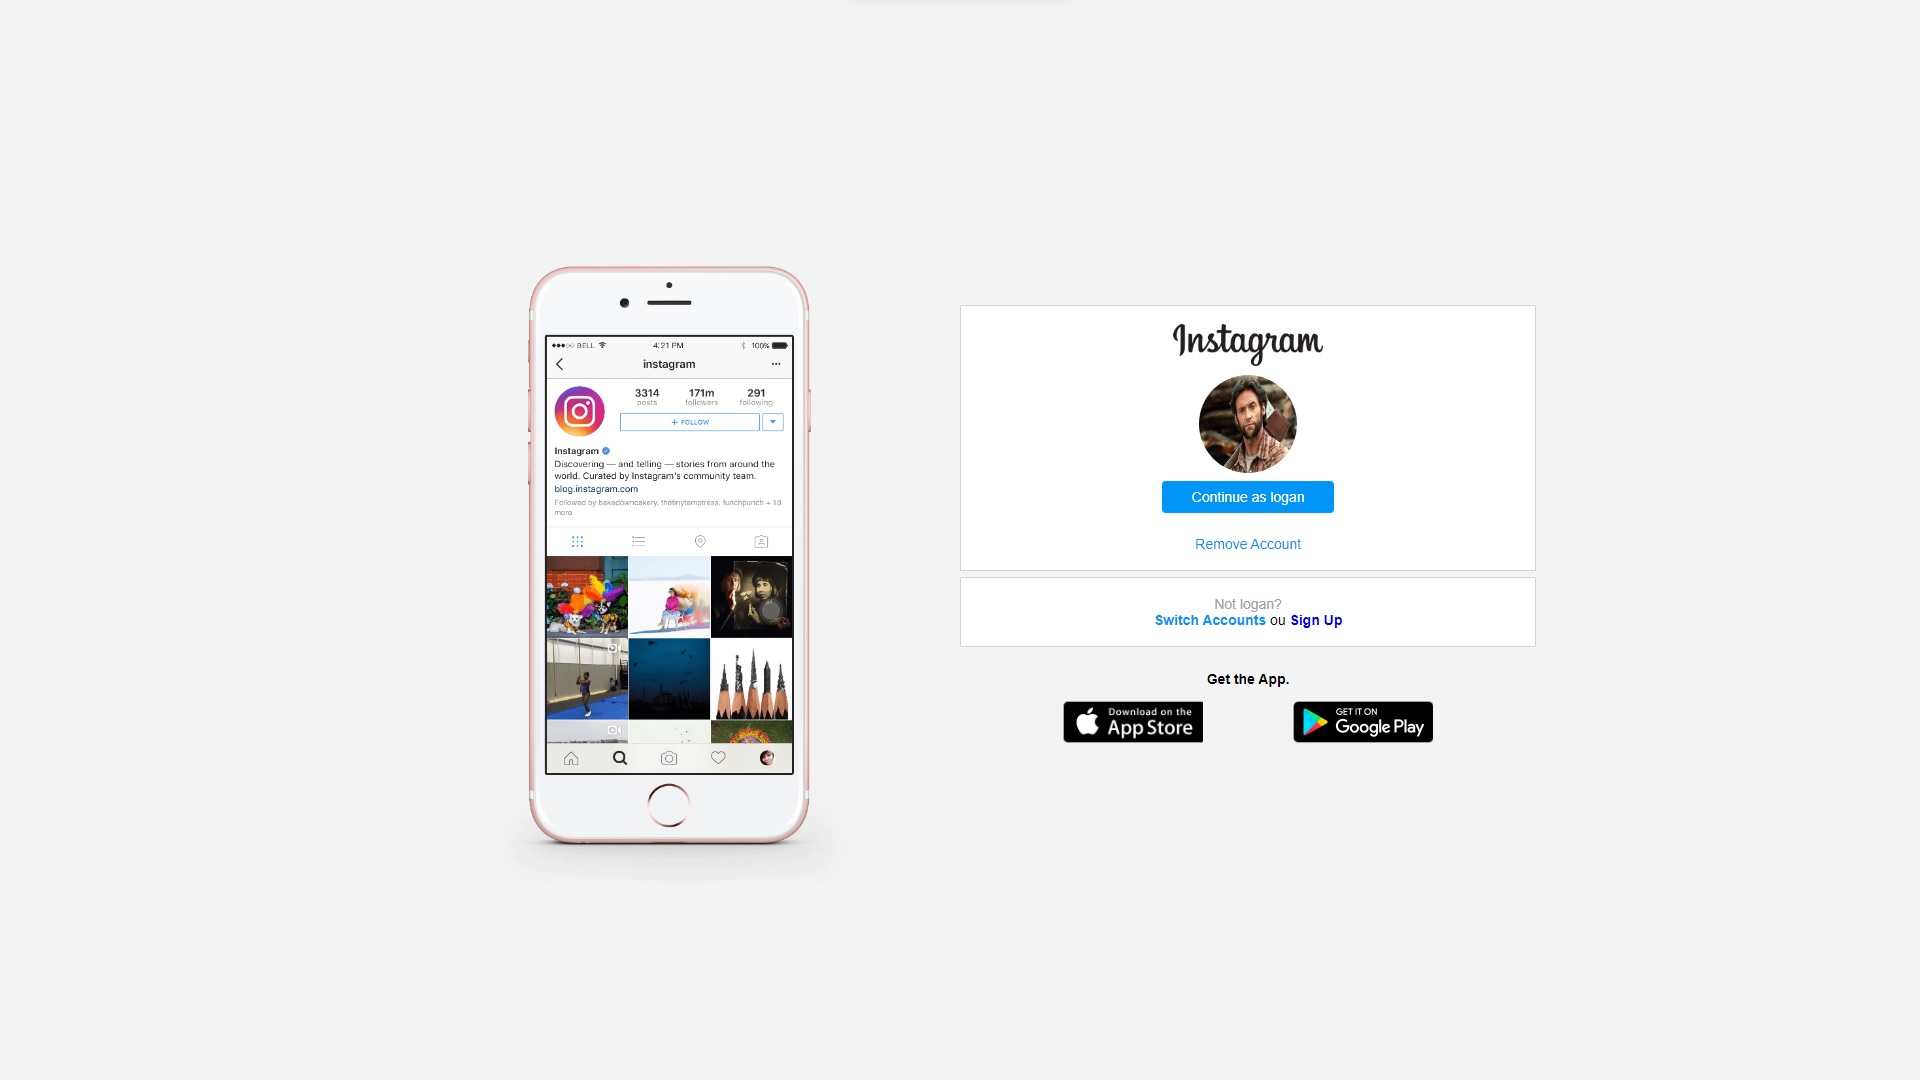 BELL
4:21 PM
100%
instagram
3314
171m
291
posts
followers
following
+ FOLLOW
Instagram
Discovering — and telling — stories from around the
world. Curated by Instagram's community team.
blog.instagram.com
Followed by bakedowncakery, thetinytemptress, funchpunch + 18
more
Instagram
Continue as logan
Remove Account
Not logan?
Switch Accounts ou Sign Up
Get the App.
Download on the
App Store
GET IT ON
Google Play